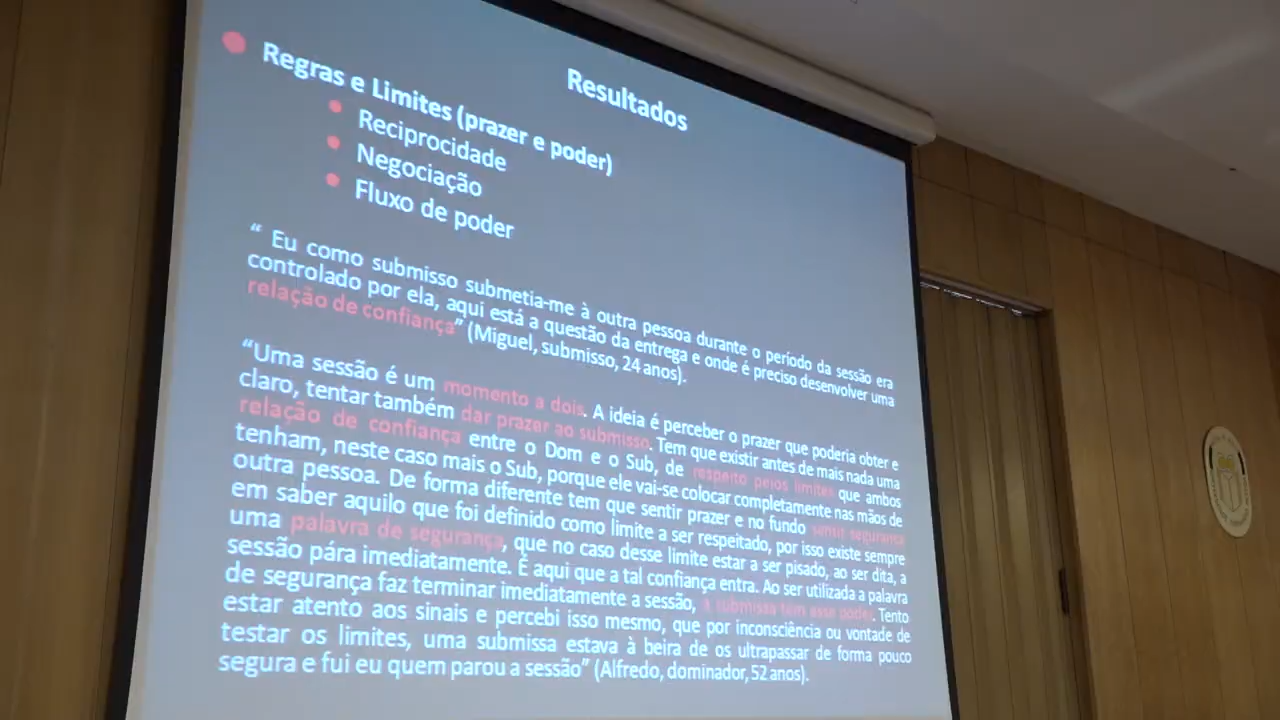 Resultados
Regras e Limites (prazer e poder)
Reciprocidade
Negociação
Fluxo de poder
“ Eu como submisso submetia-me à outra pessoa durante o período da sessão era
controlado por ela, aqui está a questão da entrega e onde é preciso desenvolver uma
relação de confiança” (Miguel, submisso, 24 anos).
“Uma sessão é um momento a dois. A ideia é perceber o prazer que poderia obter e
claro, tentar também dar prazer ao submisso. Tem que existir antes de mais nada uma
relação de confiança entre o Dom e o Sub, de respeito pelos limites que ambos
tenham, neste caso mais o Sub, porque ele vai-se colocar completamente nas mãos de
outra pessoa. De forma diferente tem que sentir prazer e no fundo sentir segurança
em saber aquilo que foi definido como limite a ser respeitado, por isso existe sempre
uma palavra de segurança, que no caso desse limite estar a ser pisado, ao ser dita, a
sessão pára imediatamente. É aqui que a tal confiança entra. Ao ser utilizada a palavra
de segurança faz terminar imediatamente a sessão, a submissa tem esse poder. Tento
estar atento aos sinais e percebi isso mesmo, que por inconsciência ou vontade de
testar os limites, uma submissa estava à beira de os ultrapassar de forma pouco
segura e fui eu quem parou a sessão” (Alfredo, dominador, 52 anos).